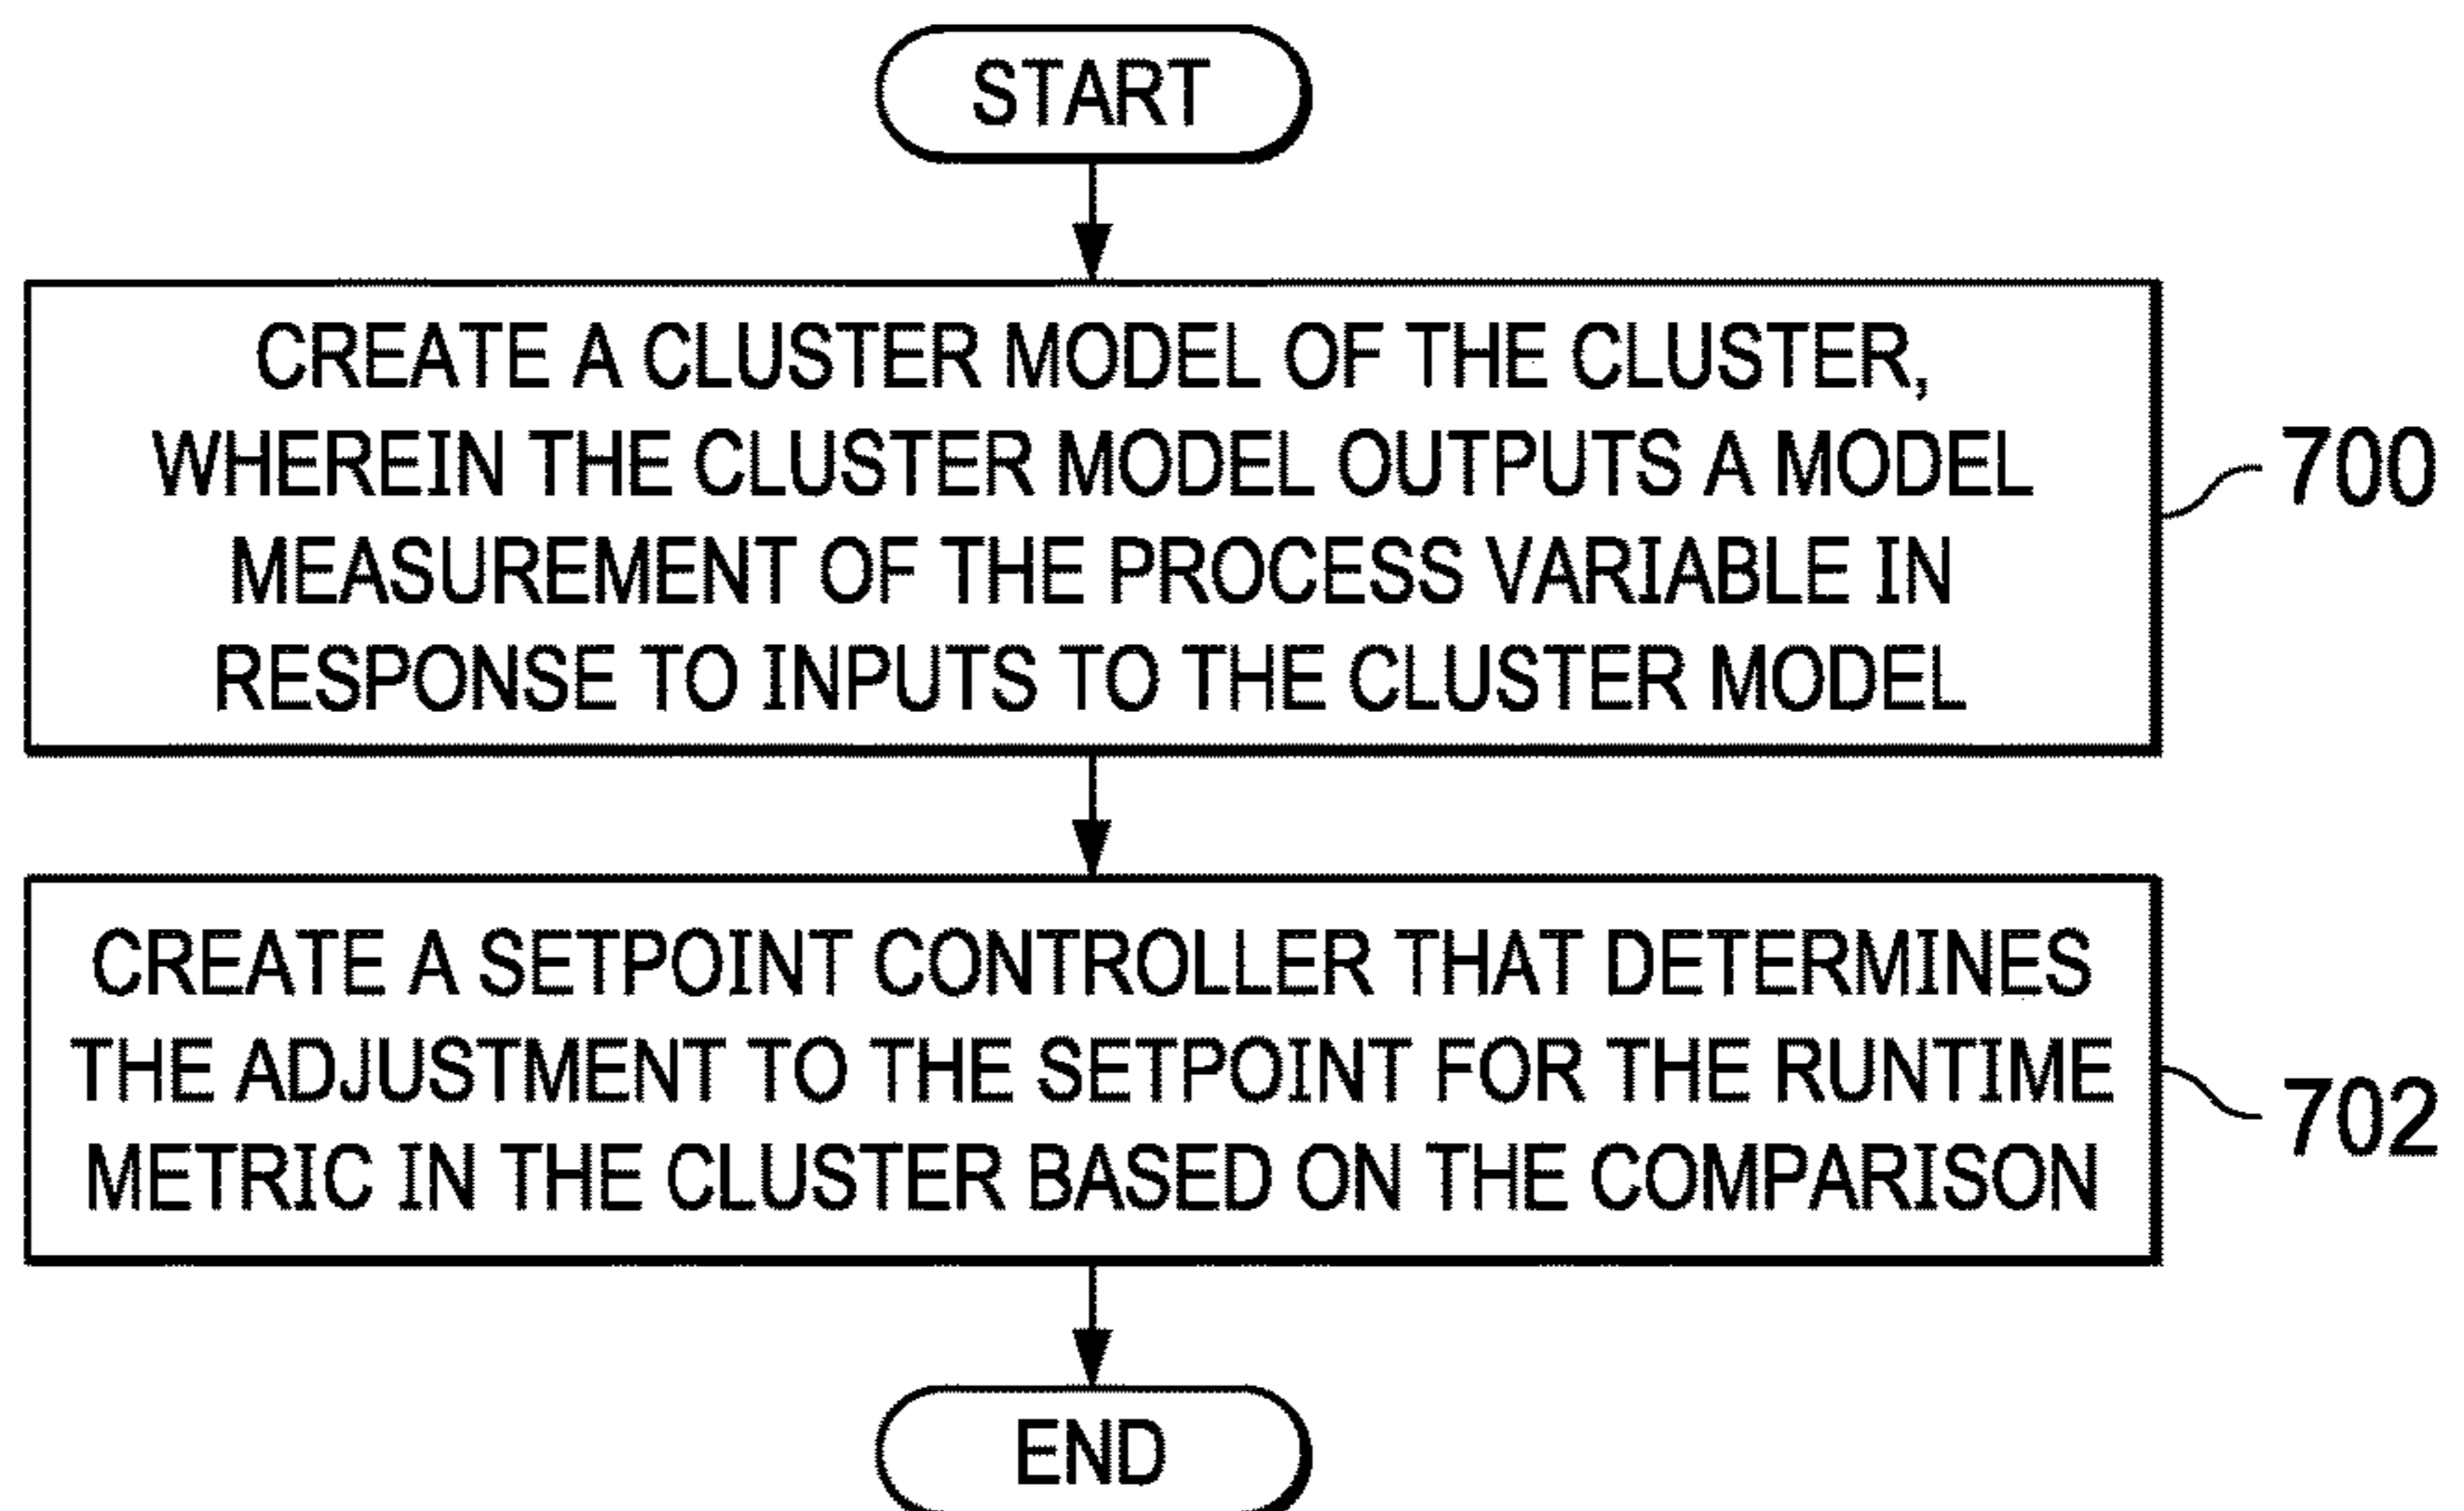 START
CREATE A CLUSTER MODEL OF THE CLUSTER,
WHEREIN THE CLUSTER MODEL OUTPUTS A MODEL
MEASUREMENT OF THE PROCESS VARIABLE IN
RESPONSE TO INPUTS TO THE CLUSTER MODEL
700
CREATE A SETPOINT CONTROLLER THAT DETERMINES
THE ADJUSTMENT TO THE SETPOINT FOR THE RUNTIME
METRIC IN THE CLUSTER BASED ON THE COMPARISON
702
END